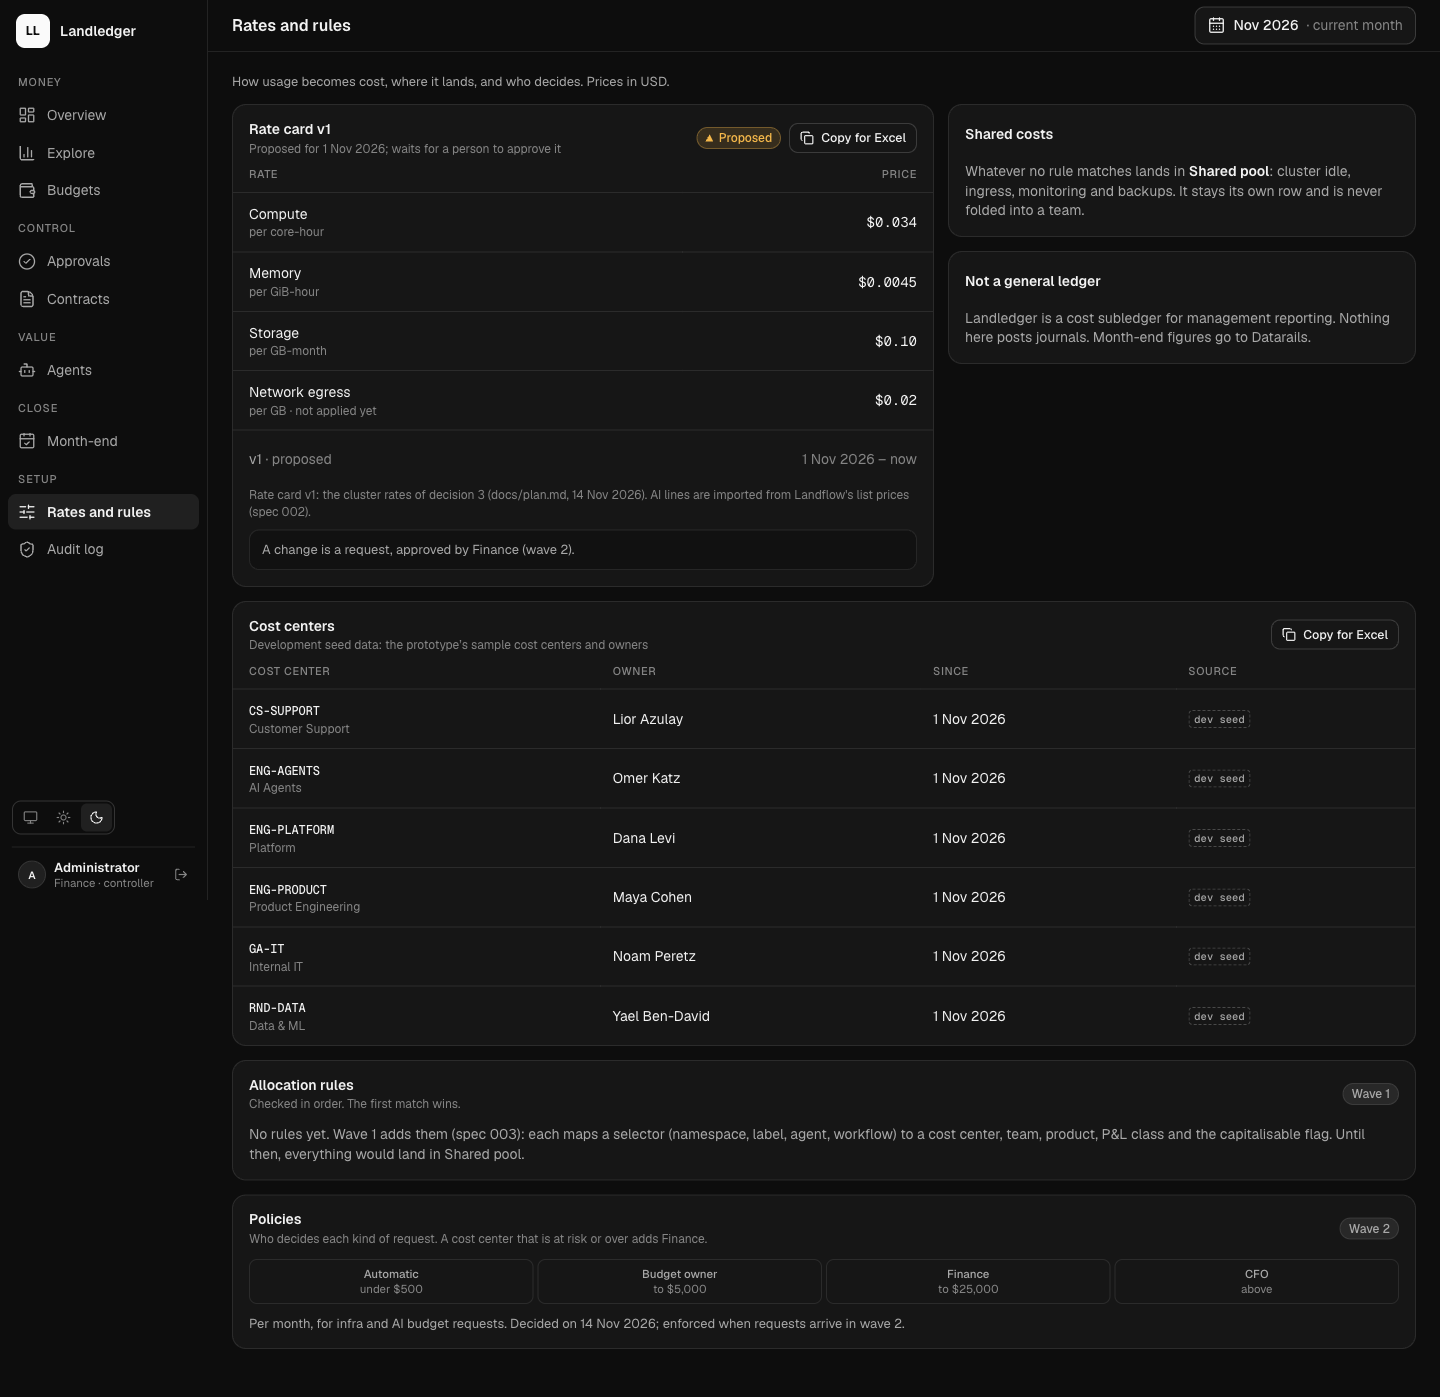 LL
Landledger
MONEY
Overview
Explore
Budgets
CONTROL
Approvals
Contracts
VALUE
Agents
CLOSE
Month-end
SETUP
Rates and rules
Audit log
A
Administrator
Finance · controller
Rates and rules
Nov 2026 · current month
How usage becomes cost, where it lands, and who decides. Prices in USD.
Rate card v1
Proposed for 1 Nov 2026; waits for a person to approve it
Proposed
Copy for Excel
RATE PRICE
Compute
per core-hour
$0.034
Memory
per GiB-hour
$0.0045
Storage
per GB-month
$0.10
Network egress
per GB · not applied yet
$0.02
v1 · proposed 1 Nov 2026 – now
Rate card v1: the cluster rates of decision 3 (docs/plan.md, 14 Nov 2026). AI lines are imported from Landflow's list prices
(spec 002).
A change is a request, approved by Finance (wave 2).
Shared costs
Whatever no rule matches lands in Shared pool: cluster idle,
ingress, monitoring and backups. It stays its own row and is never
folded into a team.
Not a general ledger
Landledger is a cost subledger for management reporting. Nothing
here posts journals. Month-end figures go to Datarails.
Cost centers
Development seed data: the prototype's sample cost centers and owners
Copy for Excel
COST CENTER OWNER SINCE SOURCE
CS-SUPPORT
Customer Support
Lior Azulay 1 Nov 2026 dev seed
ENG-AGENTS
AI Agents
Omer Katz 1 Nov 2026 dev seed
ENG-PLATFORM
Platform
Dana Levi 1 Nov 2026 dev seed
ENG-PRODUCT
Product Engineering
Maya Cohen 1 Nov 2026 dev seed
GA-IT
Internal IT
Noam Peretz 1 Nov 2026 dev seed
RND-DATA
Data & ML
Yael Ben-David 1 Nov 2026 dev seed
Allocation rules
Checked in order. The first match wins.
Wave 1
No rules yet. Wave 1 adds them (spec 003): each maps a selector (namespace, label, agent, workflow) to a cost center, team, product, P&L class and the capitalisable flag. Until
then, everything would land in Shared pool.
Policies
Who decides each kind of request. A cost center that is at risk or over adds Finance.
Wave 2
Automatic
under $500
Budget owner
to $5,000
Finance
to $25,000
CFO
above
Per month, for infra and AI budget requests. Decided on 14 Nov 2026; enforced when requests arrive in wave 2.